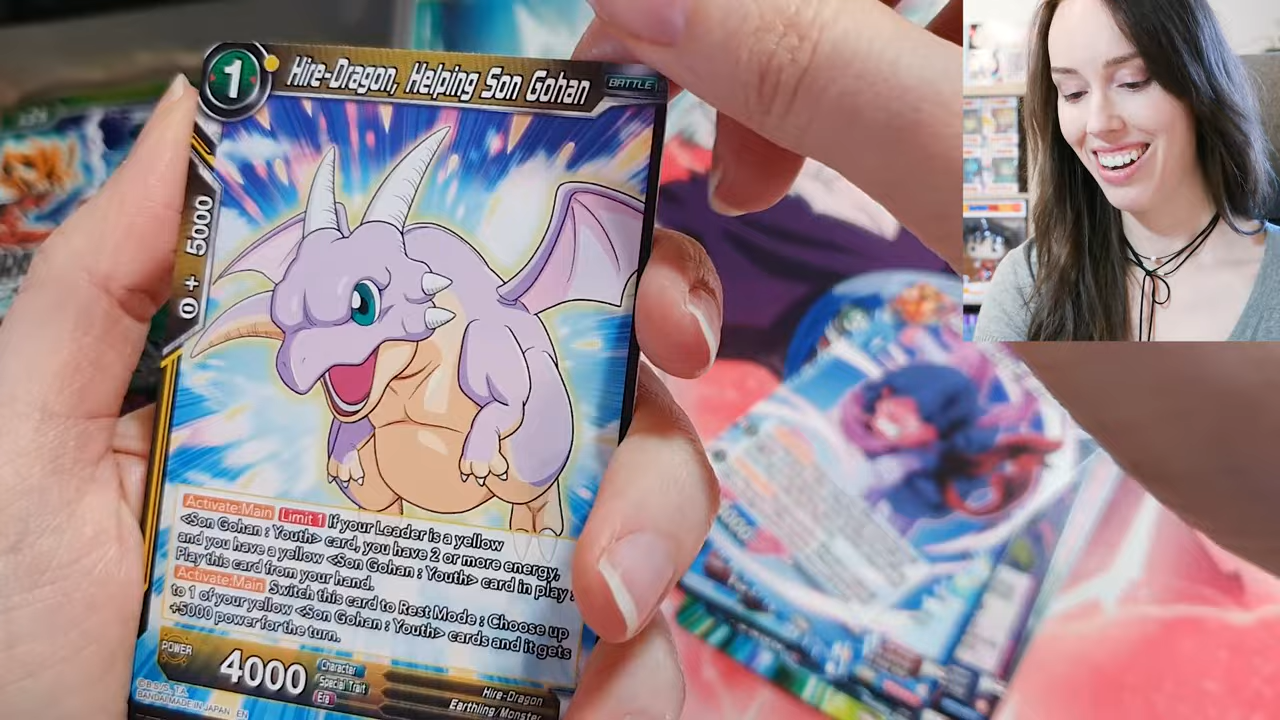 1
Hire-Dragon, Helping Son Gohan
BATTLE
0 + 5000
Activate:Main Limit 1 If your Leader is a yellow
<Son Gohan : Youth> card, you have 2 or more energy,
and you have a yellow <Son Gohan : Youth> card in play :
Play this card from your hand.
Activate:Main Switch this card to Rest Mode : Choose up
to 1 of your yellow <Son Gohan : Youth> cards and it gets
+5000 power for the turn.
POWER
4000
Character
Special Trait
Era
Hire-Dragon
Earthling/Monster
©B.S./S., T.A.
BANDAI MADE IN JAPAN EN